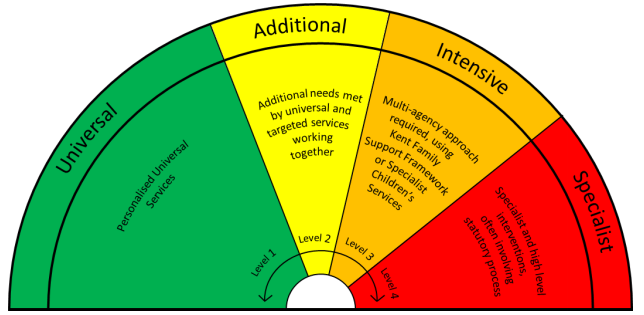 Universal
Personalised Universal
Services
Level 1
Additional
Additional needs met
by universal and
targeted services
working
together
Level 2
Intensive
Multi-agency approach
required, using
Kent Family
Support Framework
or Specialist
Children's
Services
Level 3
Specialist
Specialist and high level
interventions,
often involving
statutory process
Level 4